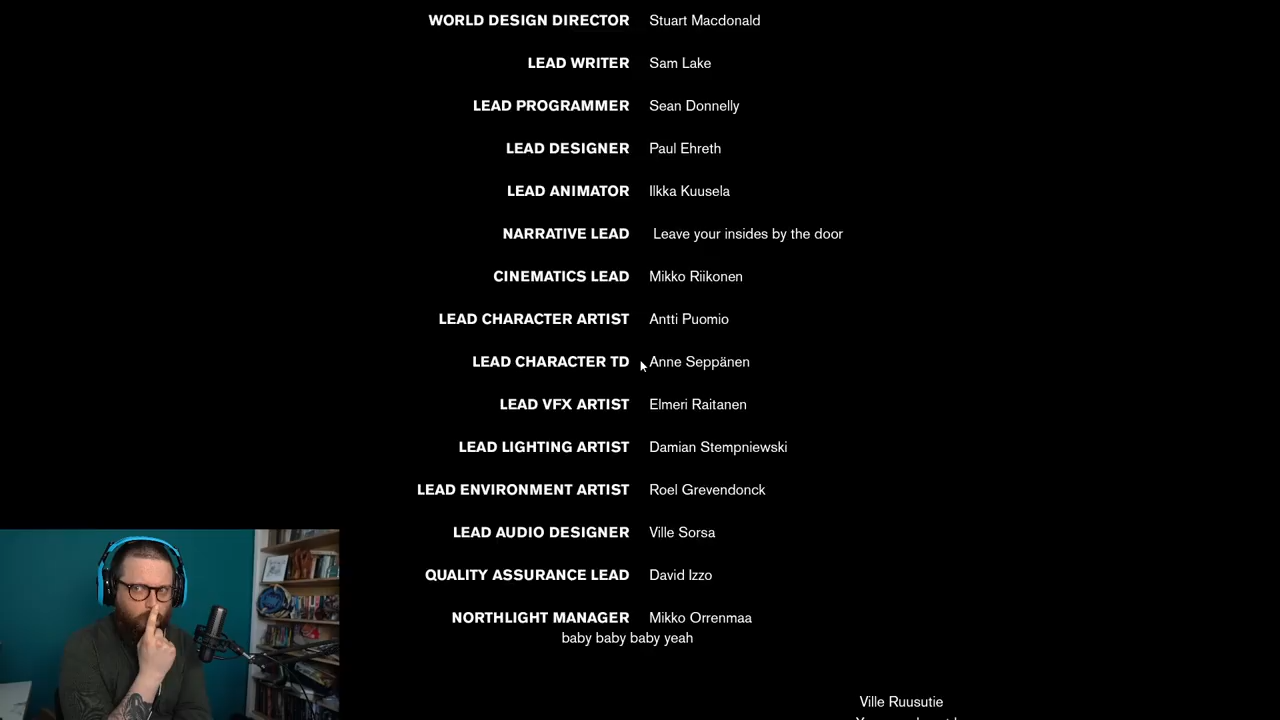 WORLD DESIGN DIRECTOR Stuart Macdonald
LEAD WRITER Sam Lake
LEAD PROGRAMMER Sean Donnelly
LEAD DESIGNER Paul Ehreth
LEAD ANIMATOR Ilkka Kuusela
NARRATIVE LEAD Leave your insides by the door
CINEMATICS LEAD Mikko Riikonen
LEAD CHARACTER ARTIST Antti Puomio
LEAD CHARACTER TD Anne Seppänen
LEAD VFX ARTIST Elmeri Raitanen
LEAD LIGHTING ARTIST Damian Stempniewski
LEAD ENVIRONMENT ARTIST Roel Grevendonck
LEAD AUDIO DESIGNER Ville Sorsa
QUALITY ASSURANCE LEAD David Izzo
NORTHLIGHT MANAGER Mikko Orrenmaa
baby baby baby yeah
Ville Ruusutie